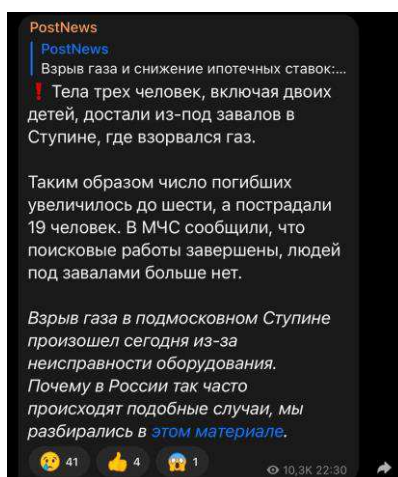 PostNews
PostNews
Взрыв газа и снижение ипотечных ставок:...
❗ Тела трех человек, включая двоих
детей, достали из-под завалов в
Ступине, где взорвался газ.
Таким образом число погибших
увеличилось до шести, а пострадали
19 человек. В МЧС сообщили, что
поисковые работы завершены, людей
под завалами больше нет.
Взрыв газа в подмосковном Ступине
произошел сегодня из-за
неисправности оборудования.
Почему в России так часто
происходят подобные случаи, мы
разбирались в этом материале.
😢 41 👍 4 😱 1 10,3K 22:30